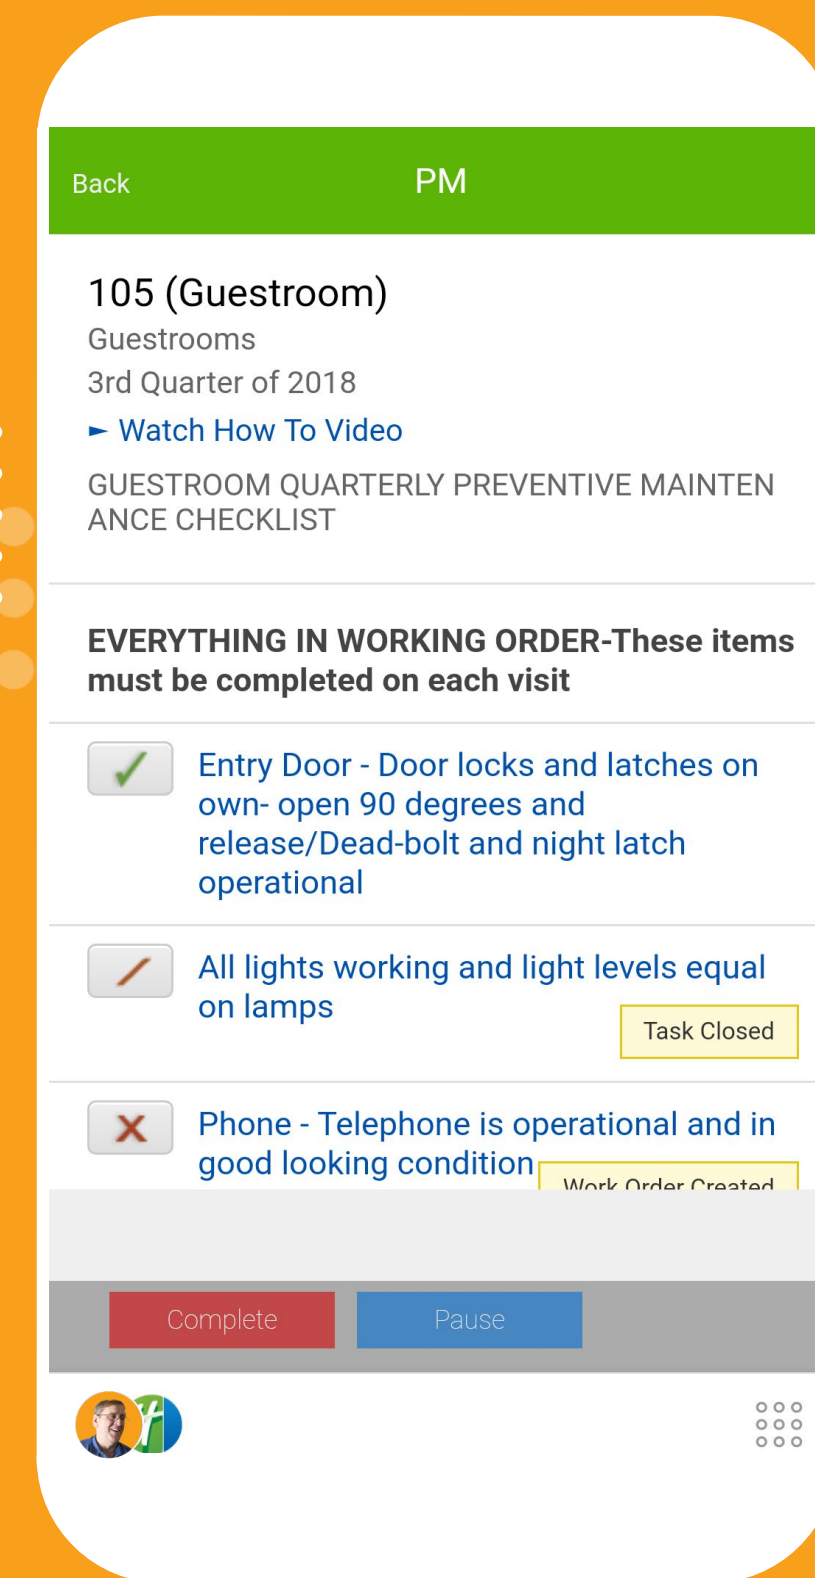 Back
PM
105 (Guestroom)
Guestrooms
3rd Quarter of 2018
► Watch How To Video
GUESTROOM QUARTERLY PREVENTIVE MAINTEN
ANCE CHECKLIST
EVERYTHING IN WORKING ORDER-These items
must be completed on each visit
Entry Door - Door locks and latches on
own- open 90 degrees and
release/Dead-bolt and night latch
operational
All lights working and light levels equal
on lamps
Task Closed
Phone - Telephone is operational and in
good looking condition
Work Order Created
Complete
Pause